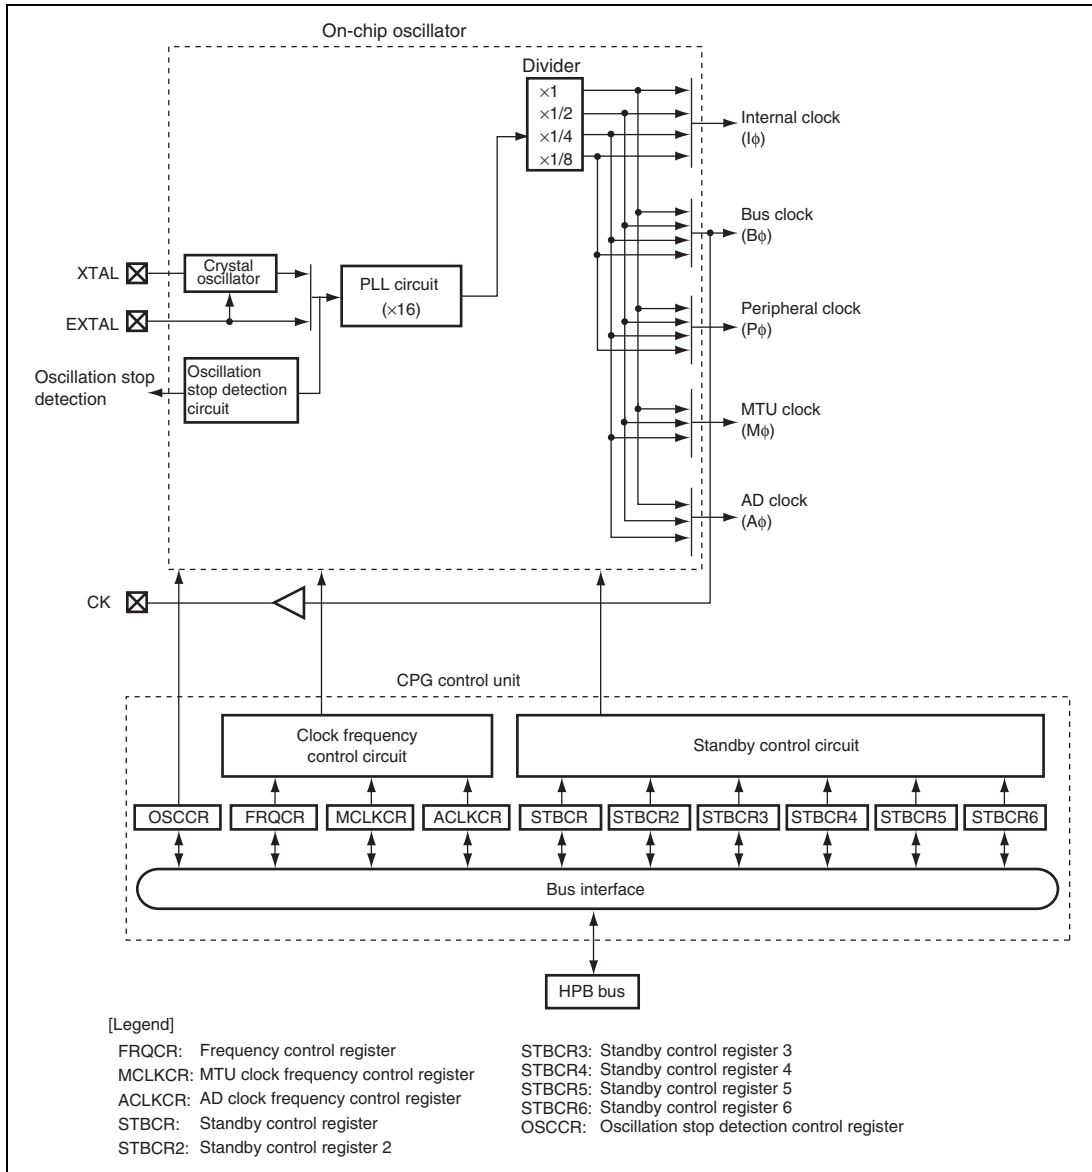 On-chip oscillator
Divider
×1
×1/2
×1/4
×1/8
Internal clock
(Iϕ)
Bus clock
(Bϕ)
Peripheral clock
(Pϕ)
MTU clock
(Mϕ)
AD clock
(Aϕ)
XTAL
Crystal
oscillator
EXTAL
PLL circuit
(×16)
Oscillation stop
detection
Oscillation
stop detection
circuit
CK
CPG control unit
Clock frequency
control circuit
Standby control circuit
OSCCR
FRQCR
MCLKCR
ACLKCR
STBCR
STBCR2
STBCR3
STBCR4
STBCR5
STBCR6
Bus interface
HPB bus
[Legend]
FRQCR: Frequency control register
MCLKCR: MTU clock frequency control register
ACLKCR: AD clock frequency control register
STBCR: Standby control register
STBCR2: Standby control register 2
STBCR3: Standby control register 3
STBCR4: Standby control register 4
STBCR5: Standby control register 5
STBCR6: Standby control register 6
OSCCR: Oscillation stop detection control register